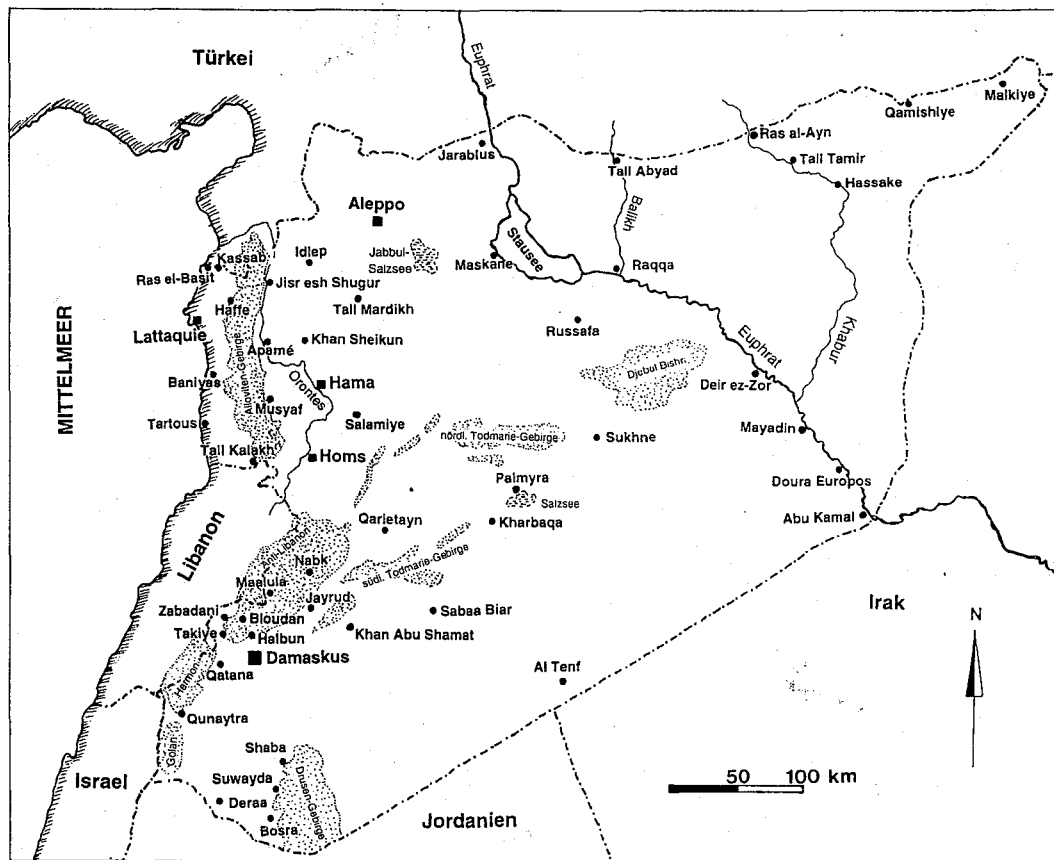 Türkei
Euphrat
Malkiye
Qamishiye
Ras al-Ayn
Jarablus
Tall Tamir
Tall Abyad
Hassake
Balikh
Aleppo
Stausee
Idlep
Jabbul-
Salzsee
Kassab
Maskane
Raqqa
Ras el-Basit
Jisr esh Shugur
Haffe
Tall Mardikh
Khabur
Lattaquie
Russafa
Khan Sheikun
Apamé
Euphrat
Alloviten-Gebirge
Djebul Bishr.
Baniyas
Orontes
Hama
Deir ez-Zor
MITTELMEER
Musyaf
Salamiye
Tartous
Mayadin
nördl. Todmarie-Gebirge
Sukhne
Tall Kalakh
Homs
Palmyra
Doura Europos
Salzsee
Abu Kamal
Qarietayn
Kharbaqa
Libanon
Anti-Libanon
Nabk
südl. Todmarie-Gebirge
Maalula
Jayrud
Irak
Zabadani
Bloudan
Sabaa Biar
N
Takiye
Halbun
Khan Abu Shamat
Damaskus
Al Tenf
Qatana
Hermon
Qunaytra
Golan
Shaba
Israel
Suwayda
Drusen-Gebirge
50
100 km
Deraa
Bosra
Jordanien